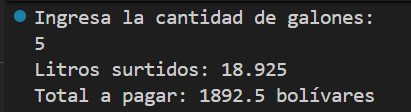 Ingresa la cantidad de galones:
5
Litros surtidos: 18.925
Total a pagar: 1892.5 bolívares